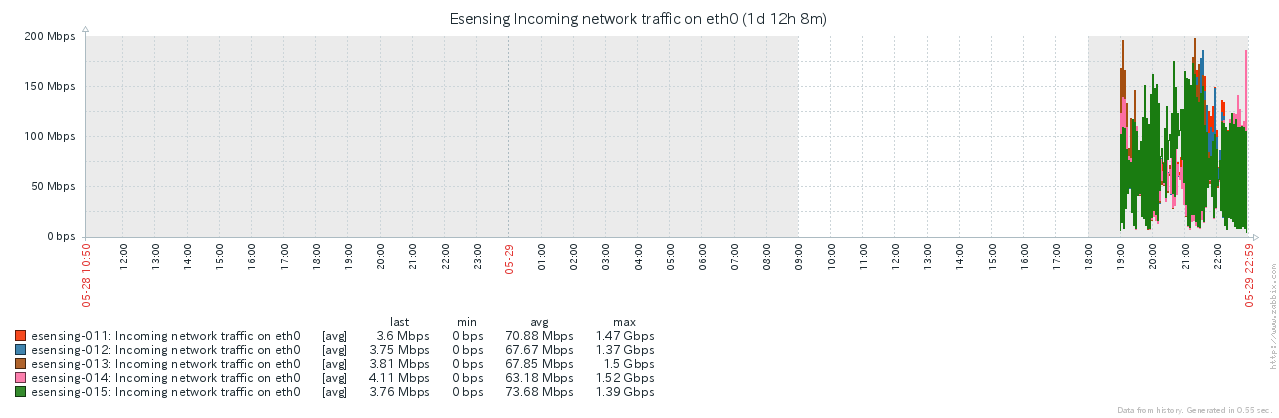 Esensing Incoming network traffic on eth0 (1d 12h 8m)
200 Mbps
150 Mbps
100 Mbps
50 Mbps
0 bps
05-28 10:50
12:00
13:00
14:00
15:00
16:00
17:00
18:00
19:00
20:00
21:00
22:00
23:00
05-29
01:00
02:00
03:00
04:00
05:00
06:00
07:00
08:00
09:00
10:00
11:00
12:00
13:00
14:00
15:00
16:00
17:00
18:00
19:00
20:00
21:00
22:00
05-29 22:59
last min avg max
esensing-011: Incoming network traffic on eth0 [avg] 3.6 Mbps 0 bps 70.88 Mbps 1.47 Gbps
esensing-012: Incoming network traffic on eth0 [avg] 3.75 Mbps 0 bps 67.67 Mbps 1.37 Gbps
esensing-013: Incoming network traffic on eth0 [avg] 3.81 Mbps 0 bps 67.85 Mbps 1.5 Gbps
esensing-014: Incoming network traffic on eth0 [avg] 4.11 Mbps 0 bps 63.18 Mbps 1.52 Gbps
esensing-015: Incoming network traffic on eth0 [avg] 3.76 Mbps 0 bps 73.68 Mbps 1.39 Gbps
http://www.zabbix.com
Data from history. Generated in 0.55 sec.